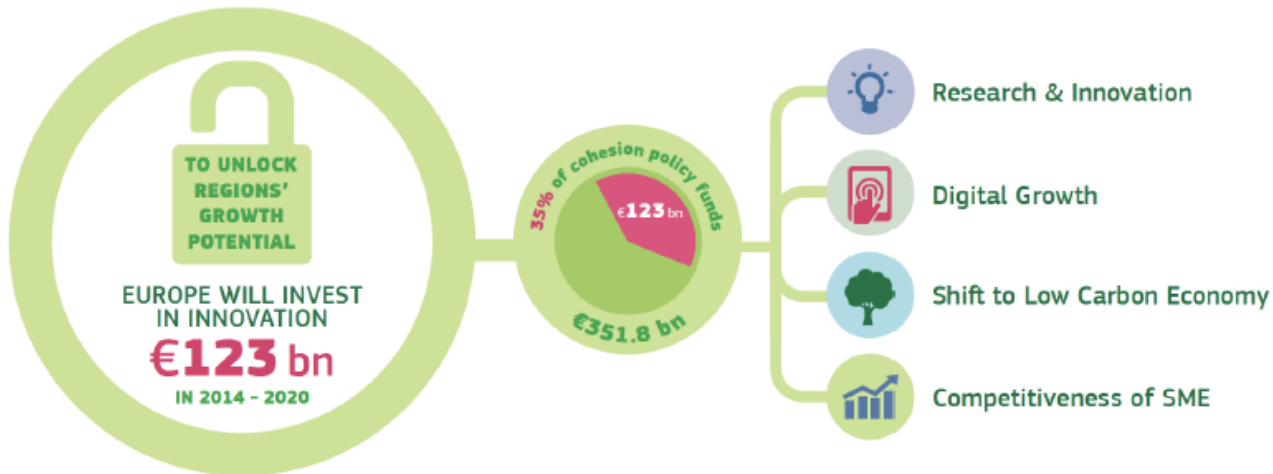 TO UNLOCK
REGIONS'
GROWTH
POTENTIAL
EUROPE WILL INVEST
IN INNOVATION
€123 bn
IN 2014 - 2020
35% of cohesion policy funds
€123 bn
€351.8 bn
Research & Innovation
Digital Growth
Shift to Low Carbon Economy
Competitiveness of SME